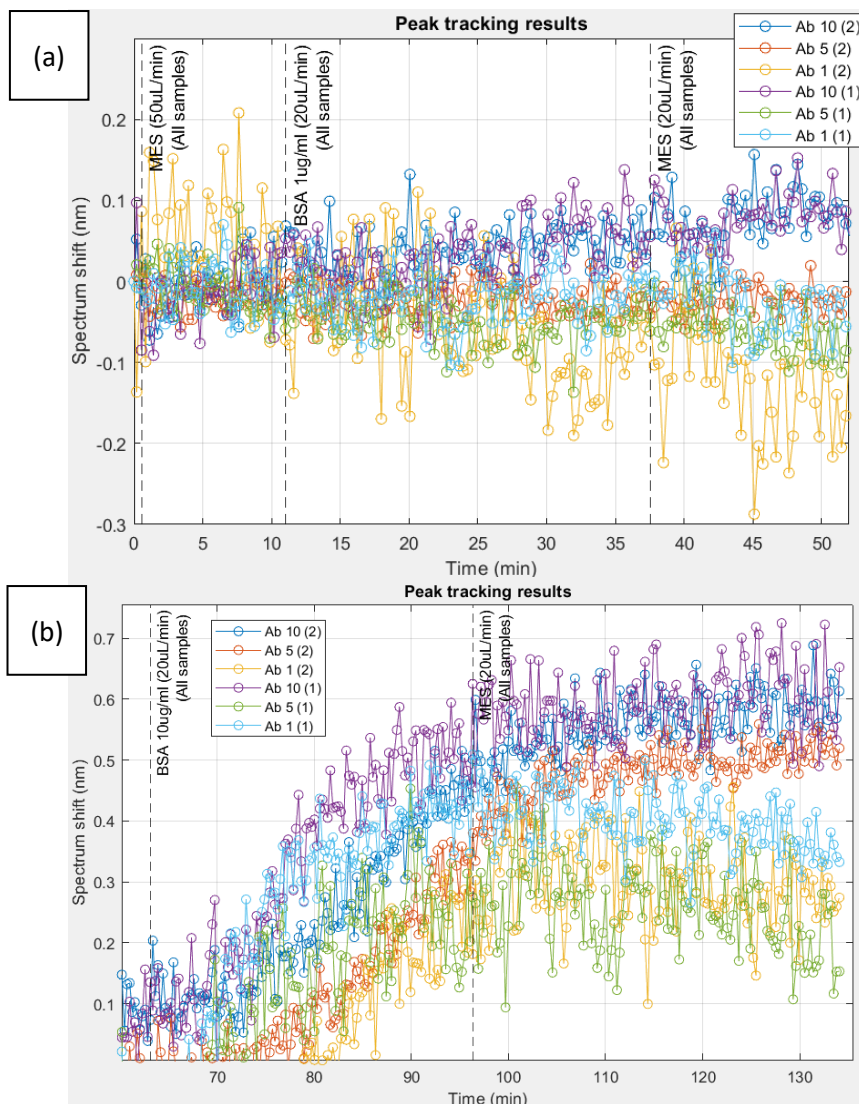 (a)
Peak tracking results
Spectrum shift (nm)
0.2
0.1
0
-0.1
-0.2
-0.3
MES (50uL/min)
(All samples)
BSA 1ug/ml (20uL/min)
(All samples)
MES (20uL/min)
(All samples)
Ab 10 (2)
Ab 5 (2)
Ab 1 (2)
Ab 10 (1)
Ab 5 (1)
Ab 1 (1)
0 5 10 15 20 25 30 35 40 45 50
Time (min)
(b)
Peak tracking results
Spectrum shift (nm)
0.7
0.6
0.5
0.4
0.3
0.2
0.1
BSA 10ug/ml (20uL/min)
(All samples)
Ab 10 (2)
Ab 5 (2)
Ab 1 (2)
Ab 10 (1)
Ab 5 (1)
Ab 1 (1)
MES (20uL/min)
(All samples)
70 80 90 100 110 120 130
Time (min)